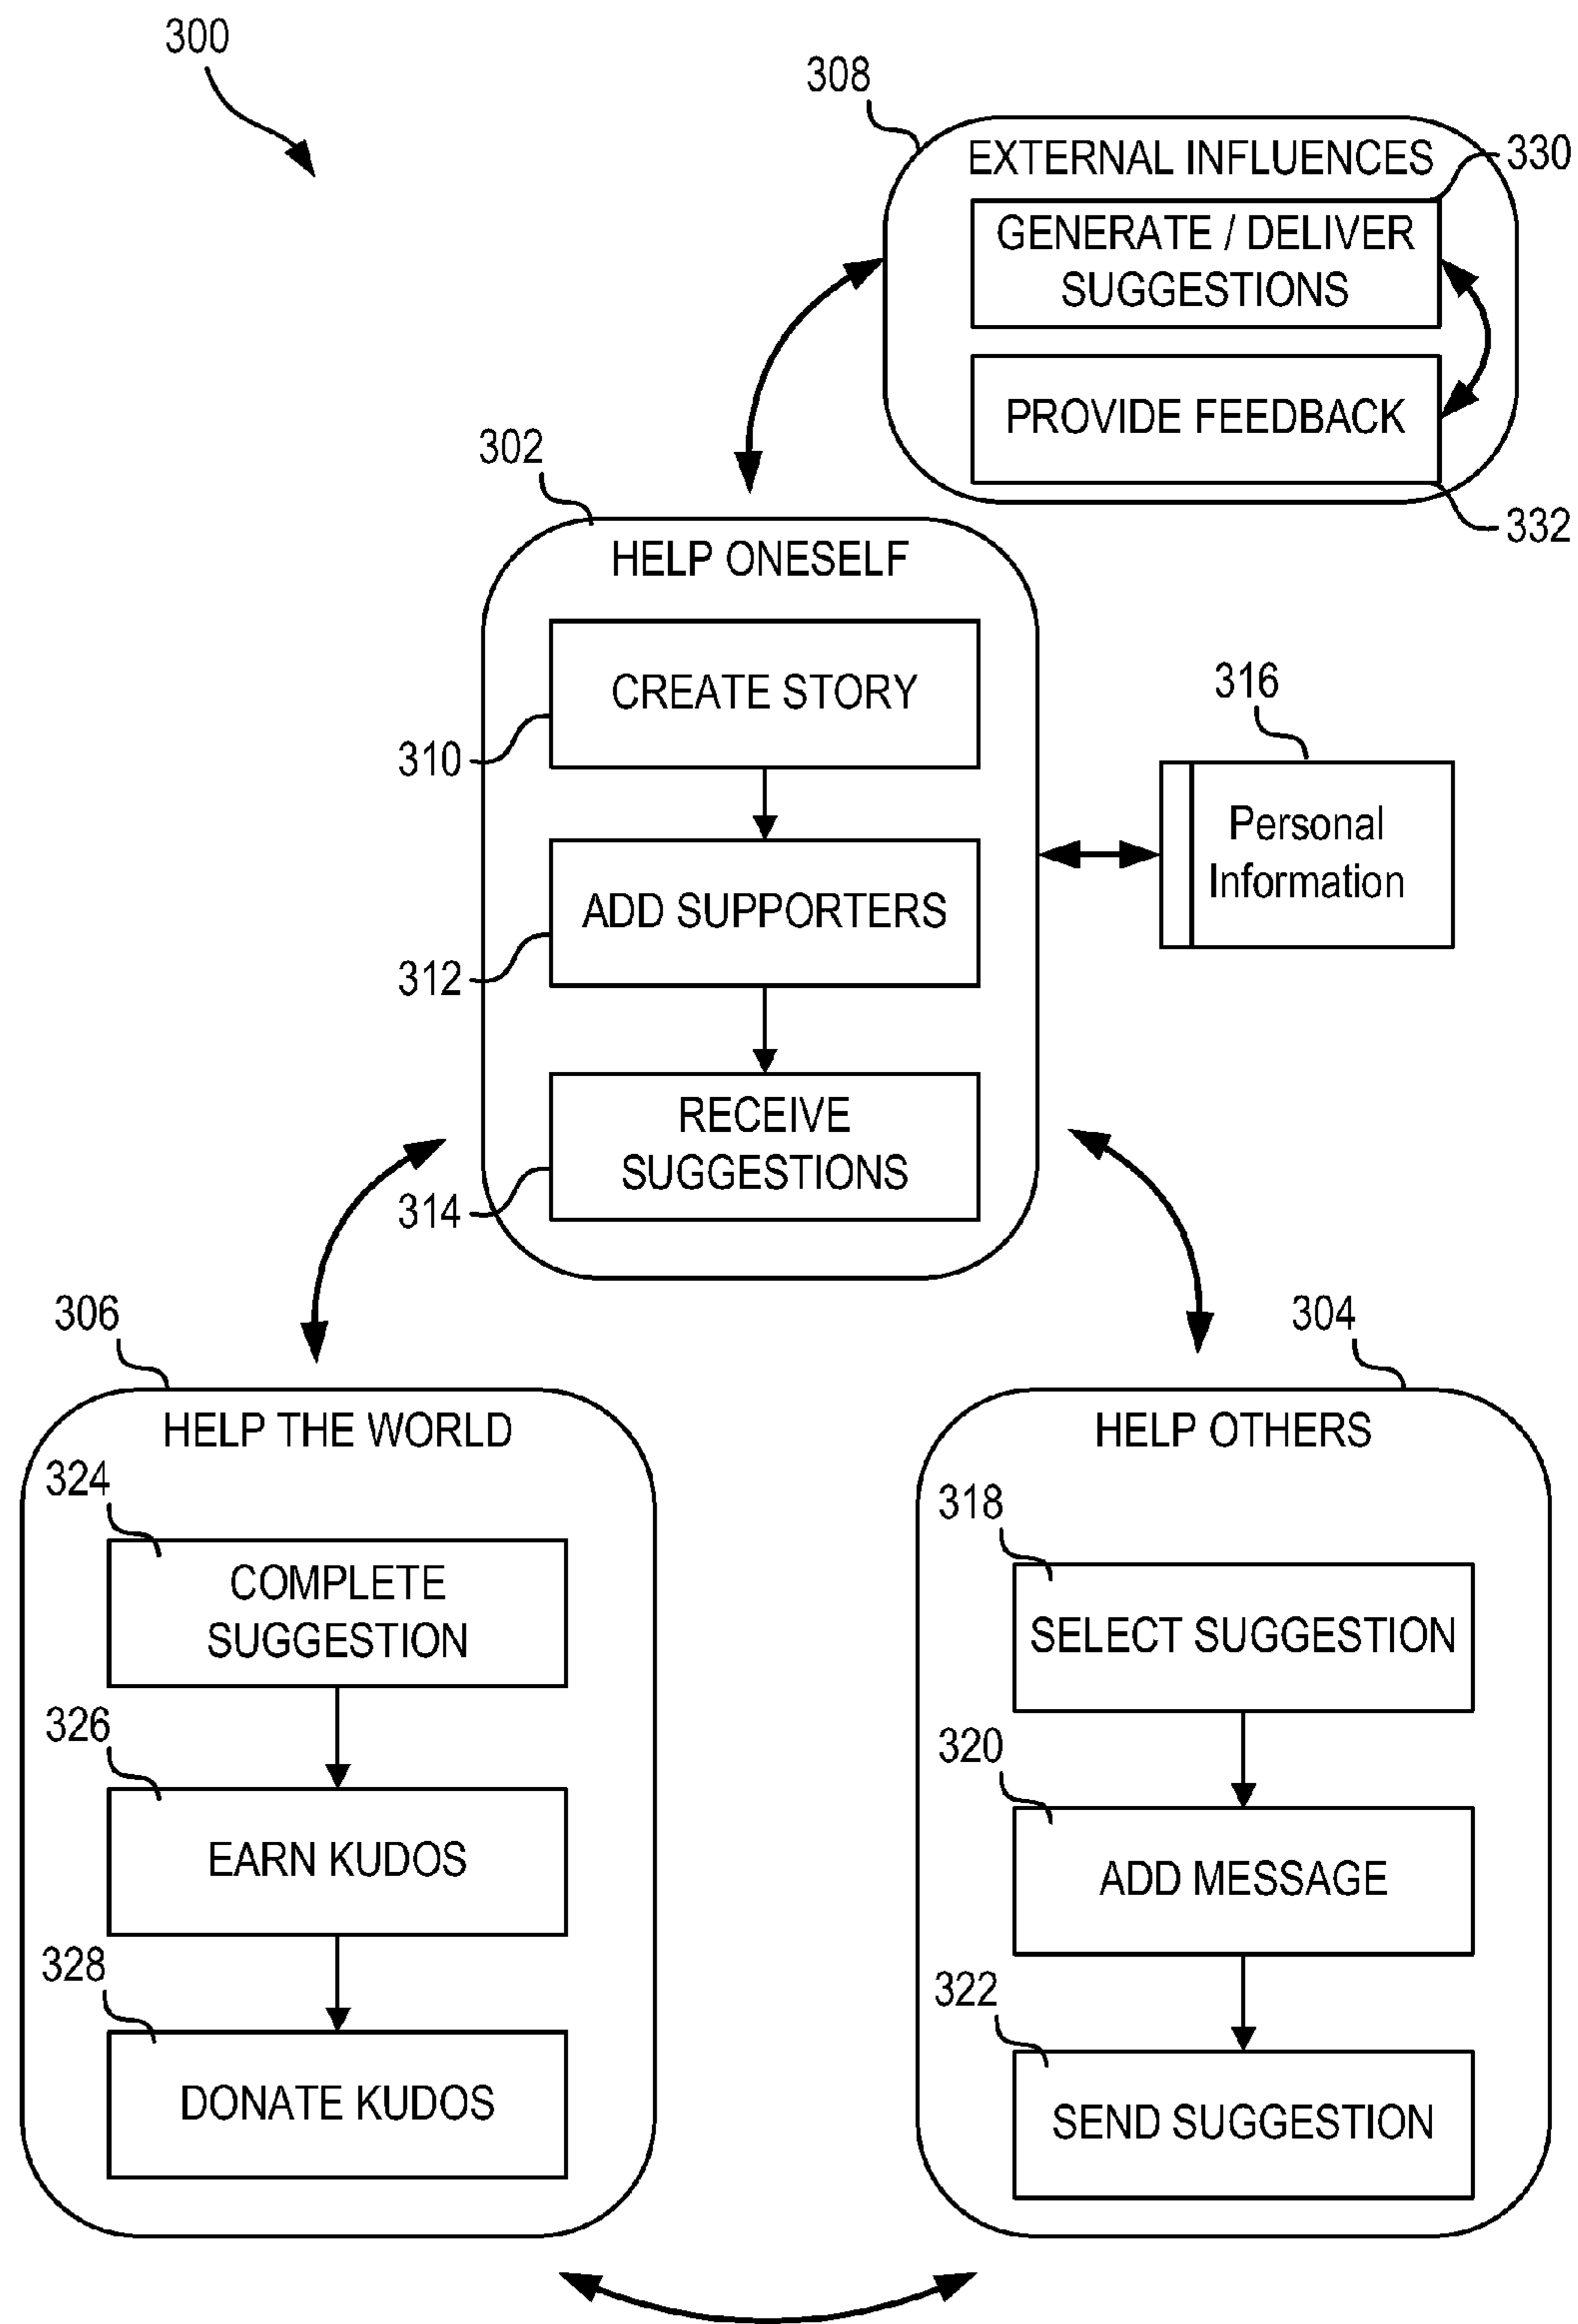 300
308
EXTERNAL INFLUENCES
330
GENERATE / DELIVER
SUGGESTIONS
PROVIDE FEEDBACK
332
302
HELP ONESELF
CREATE STORY
310
316
Personal
Information
ADD SUPPORTERS
312
RECEIVE
SUGGESTIONS
314
306
HELP THE WORLD
324
COMPLETE
SUGGESTION
326
EARN KUDOS
328
DONATE KUDOS
304
HELP OTHERS
318
SELECT SUGGESTION
320
ADD MESSAGE
322
SEND SUGGESTION